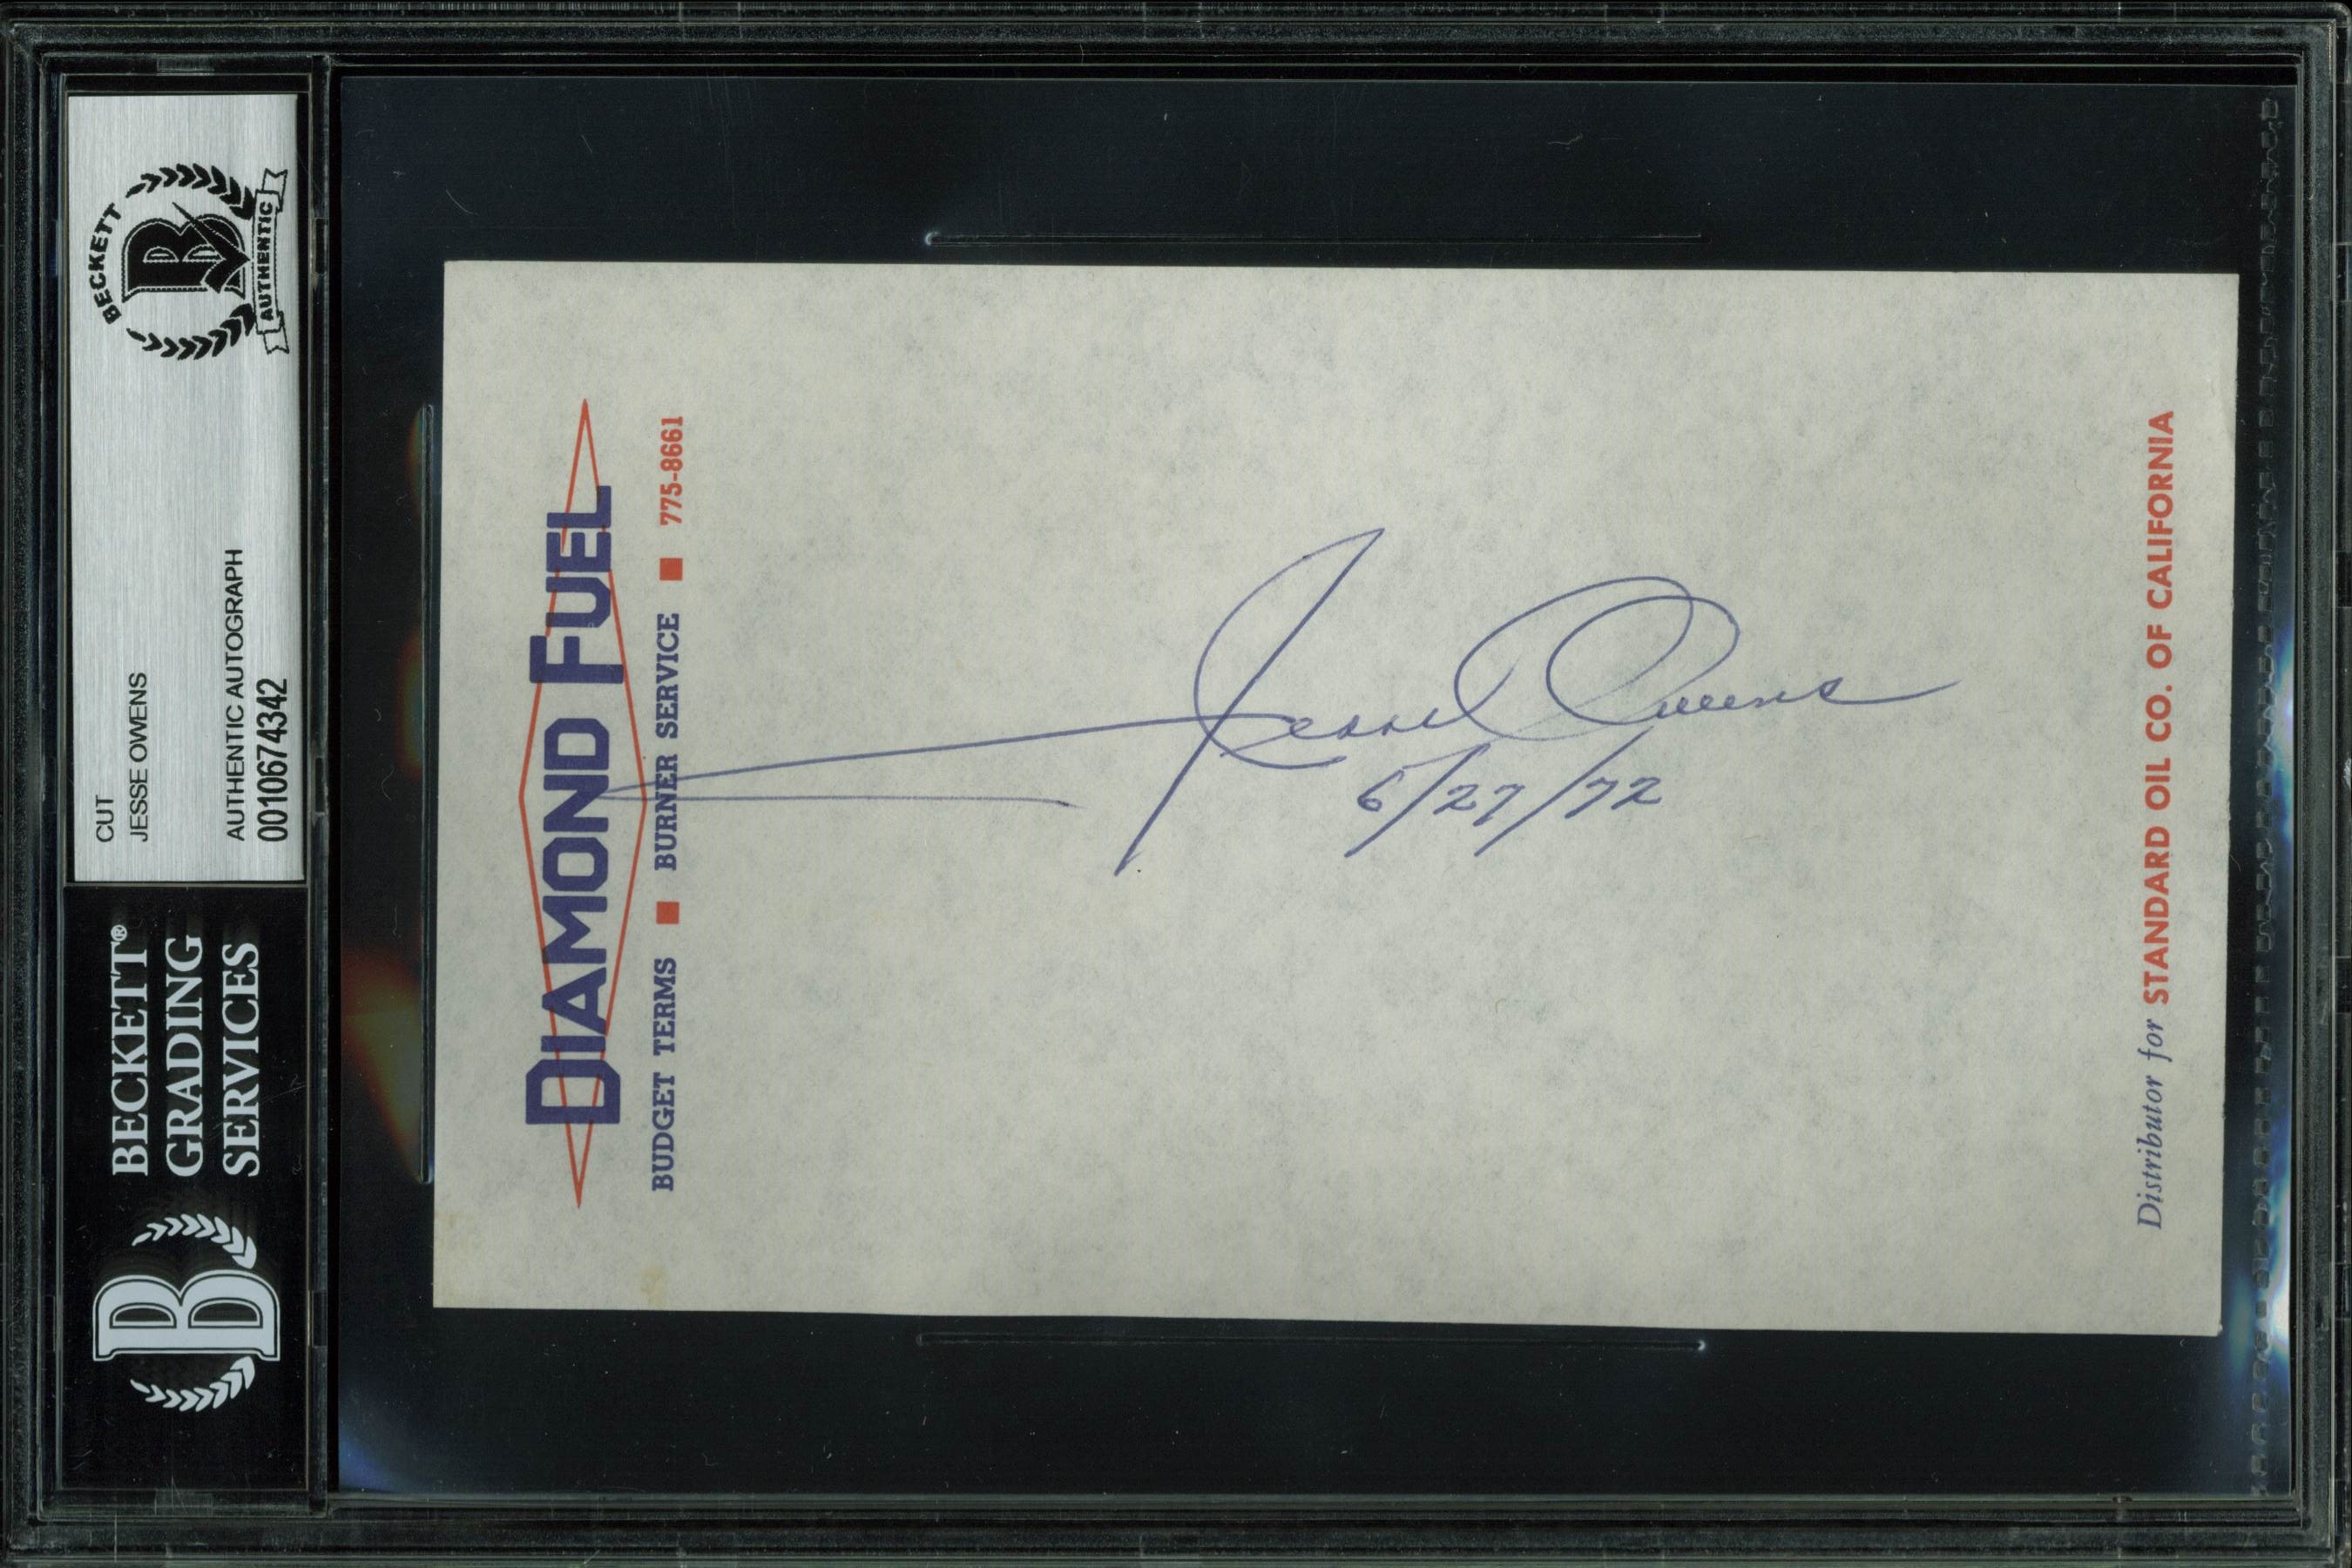 CUT
JESSE OWENS
AUTHENTIC AUTOGRAPH
0010674342
BECKETT
B
AUTHENTIC
BECKETT®
GRADING
SERVICES
B
DIAMOND FUEL
BUDGET TERMS ■ BURNER SERVICE ■ 775-8661
Jesse Owens
6/27/72
Distributor for STANDARD OIL CO. OF CALIFORNIA